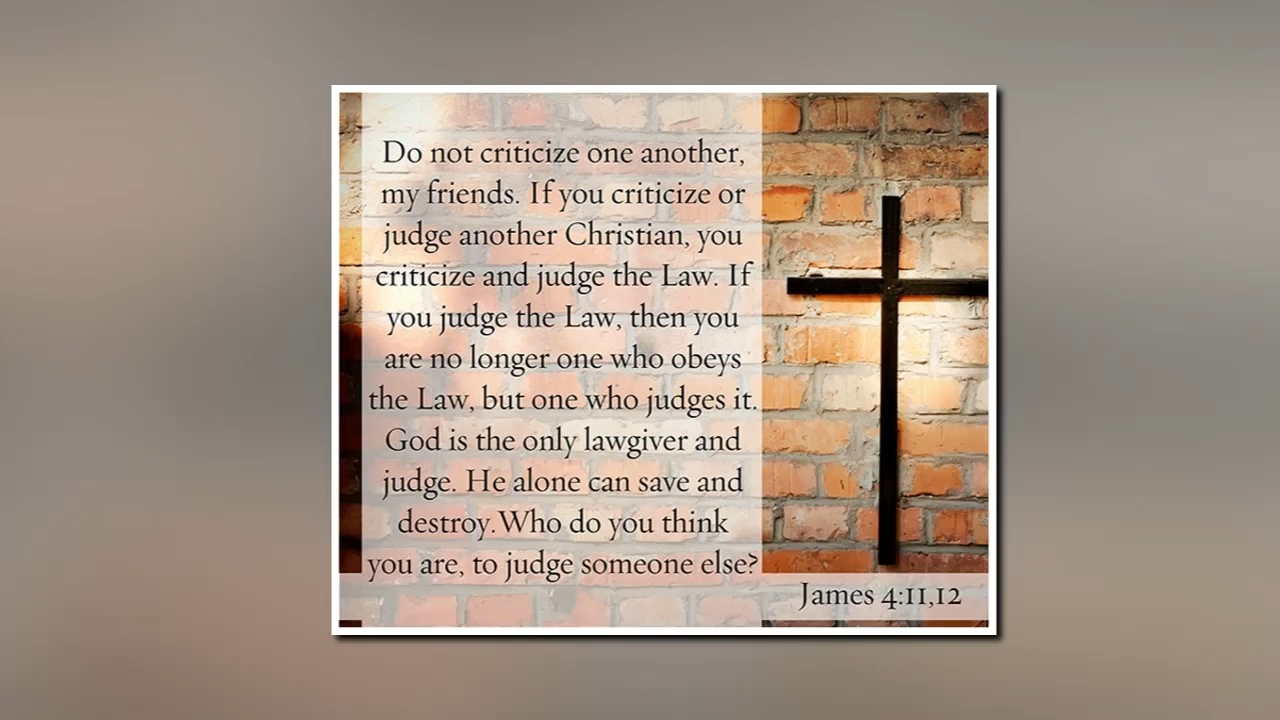 Do not criticize one another,
my friends. If you criticize or
judge another Christian, you
criticize and judge the Law. If
you judge the Law, then you
are no longer one who obeys
the Law, but one who judges it.
God is the only lawgiver and
judge. He alone can save and
destroy.Who do you think
you are, to judge someone else?
James 4:11,12